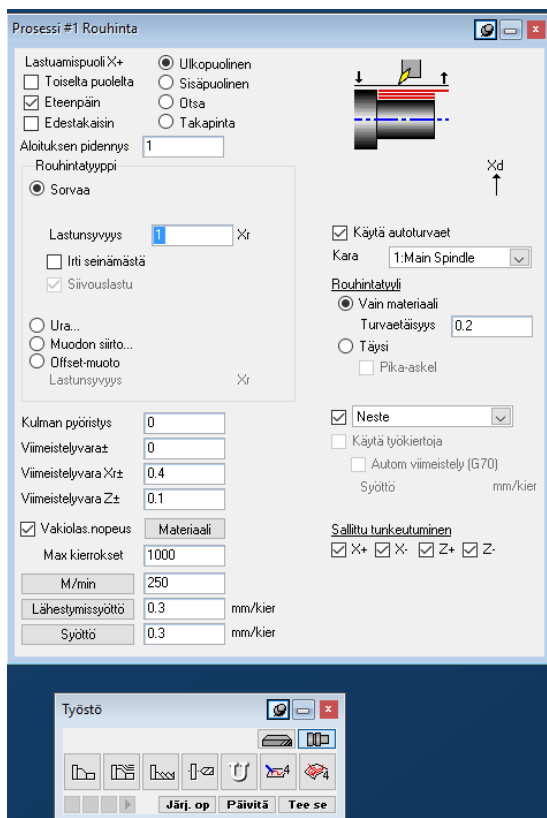 Prosessi #1 Rouhinta
Lastuamispuoli X+
Toiselta puolelta
Eteenpäin
Edestakaisin
Ulkopuolinen
Sisäpuolinen
Otsa
Takapinta
Aloituksen pidennys 1
Rouhintatyyppi
Sorvaa
Lastunsyvyys 1 Xr
Irti seinämästä
Siivouslastu
Ura...
Muodon siirto...
Offset-muoto
Lastunsyvyys Xr
Xd
Käytä autoturvaet
Kara 1:Main Spindle
Rouhintatyyli
Vain materiaali
Turvaetäisyys 0.2
Täysi
Pika-askel
Kulman pyöristys 0
Viimeistelyvara± 0
Viimeistelyvara Xr± 0.4
Viimeistelyvara Z± 0.1
Neste
Käytä työkiertoja
Autom viimeistely (G70)
Syöttö mm/kier
Vakiolas.nopeus Materiaali
Max kierrokset 1000
M/min 250
Lähestymissyöttö 0.3 mm/kier
Syöttö 0.3 mm/kier
Sallittu tunkeutuminen
X+ X- Z+ Z-
Työstö
4 4
Järj. op Päivitä Tee se